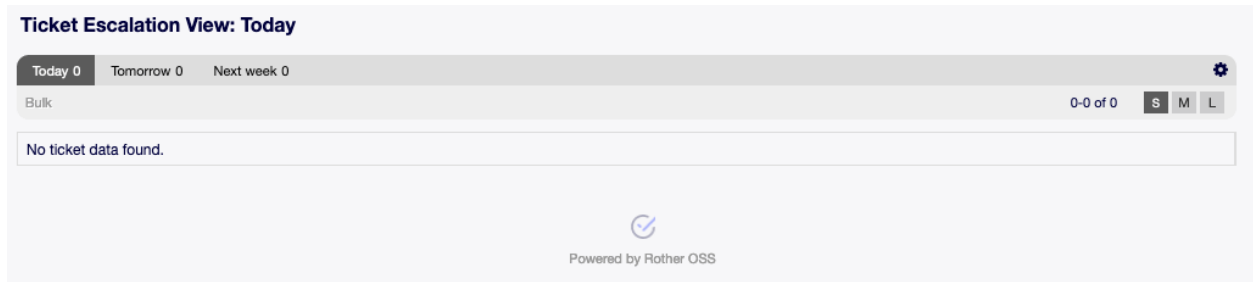 Ticket Escalation View: Today
Today 0 Tomorrow 0 Next week 0
Bulk 0-0 of 0 S M L
No ticket data found.
Powered by Rother OSS